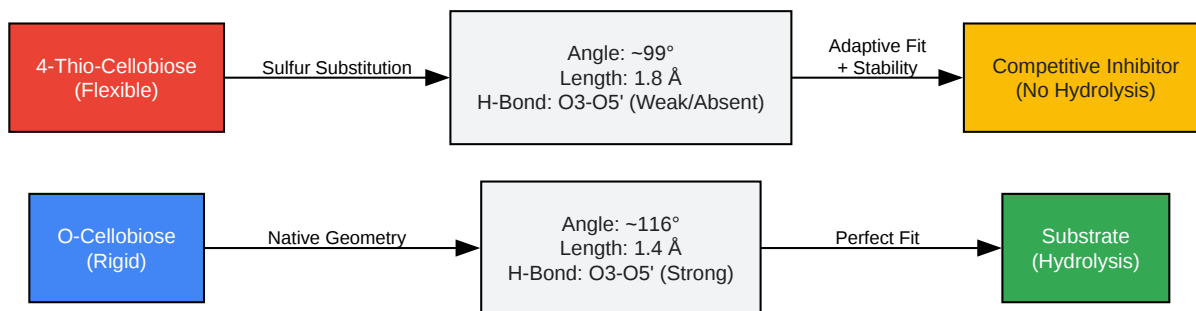 4-Thio-Cellobiose
(Flexible)
Sulfur Substitution
Angle: ~99°
Length: 1.8 Å
H-Bond: O3-O5' (Weak/Absent)
Adaptive Fit
+ Stability
Competitive Inhibitor
(No Hydrolysis)
O-Cellobiose
(Rigid)
Native Geometry
Angle: ~116°
Length: 1.4 Å
H-Bond: O3-O5' (Strong)
Perfect Fit
Substrate
(Hydrolysis)